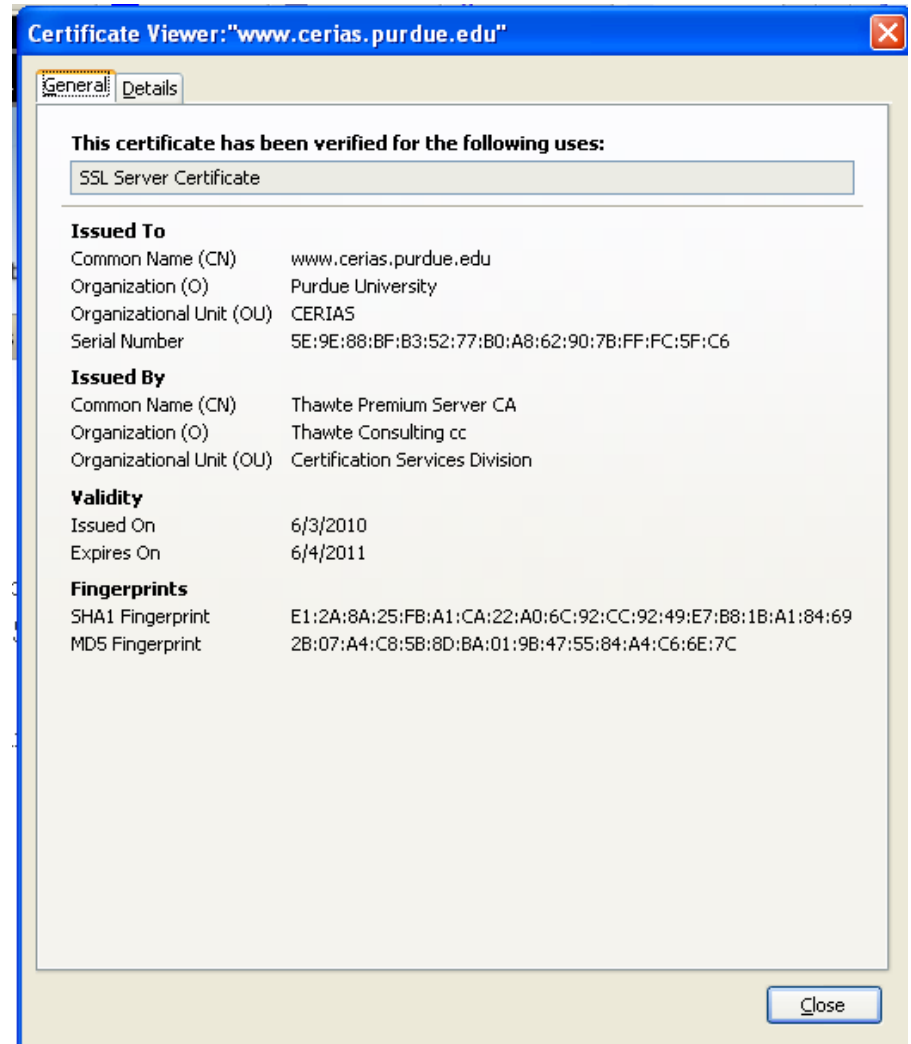 Certificate Viewer:"www.cerias.purdue.edu"
General Details
This certificate has been verified for the following uses:
SSL Server Certificate
Issued To
Common Name (CN) www.cerias.purdue.edu
Organization (O) Purdue University
Organizational Unit (OU) CERIAS
Serial Number 5E:9E:88:BF:B3:52:77:B0:A8:62:90:7B:FF:FC:5F:C6
Issued By
Common Name (CN) Thawte Premium Server CA
Organization (O) Thawte Consulting cc
Organizational Unit (OU) Certification Services Division
Validity
Issued On 6/3/2010
Expires On 6/4/2011
Fingerprints
SHA1 Fingerprint E1:2A:8A:25:FB:A1:CA:22:A0:6C:92:CC:92:49:E7:B8:1B:A1:84:69
MD5 Fingerprint 2B:07:A4:C8:5B:8D:BA:01:9B:47:55:84:A4:C6:6E:7C
Close